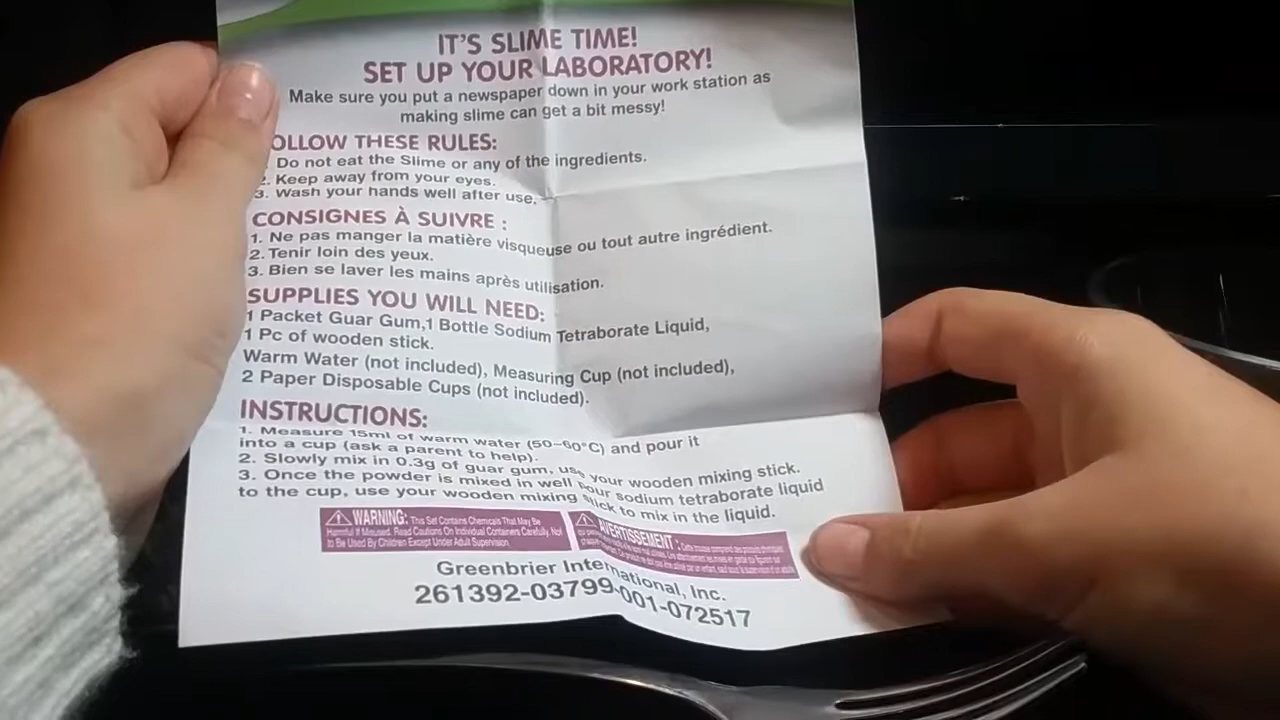 IT'S SLIME TIME!
SET UP YOUR LABORATORY!
Make sure you put a newspaper down in your work station as
making slime can get a bit messy!
OLLOW THESE RULES:
. Do not eat the Slime or any of the ingredients.
2. Keep away from your eyes.
3. Wash your hands well after use.
CONSIGNES À SUIVRE :
1. Ne pas manger la matière visqueuse ou tout autre ingrédient.
2. Tenir loin des yeux.
3. Bien se laver les mains après utilisation.
SUPPLIES YOU WILL NEED:
1 Packet Guar Gum,1 Bottle Sodium Tetraborate Liquid,
1 Pc of wooden stick.
Warm Water (not included), Measuring Cup (not included),
2 Paper Disposable Cups (not included).
INSTRUCTIONS:
1. Measure 15ml of warm water (50-60°C) and pour it
into a cup (ask a parent to help).
2. Slowly mix in 0.3g of guar gum, use your wooden mixing stick.
3. Once the powder is mixed in well pour sodium tetraborate liquid
to the cup, use your wooden mixing stick to mix in the liquid.
WARNING: This Set Contains Chemicals That May Be
Harmful If Misused. Read Cautions On Individual Containers Carefully. Not
to Be Used By Children Except Under Adult Supervision.
AVERTISSEMENT :
Greenbrier International, Inc.
261392-03799-001-072517